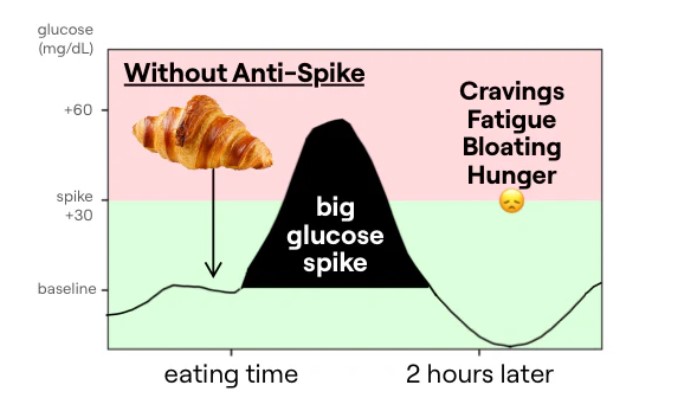 glucose
(mg/dL)
Without Anti-Spike
Cravings
Fatigue
Bloating
Hunger
+60
spike
+30
big
glucose
spike
baseline
eating time
2 hours later